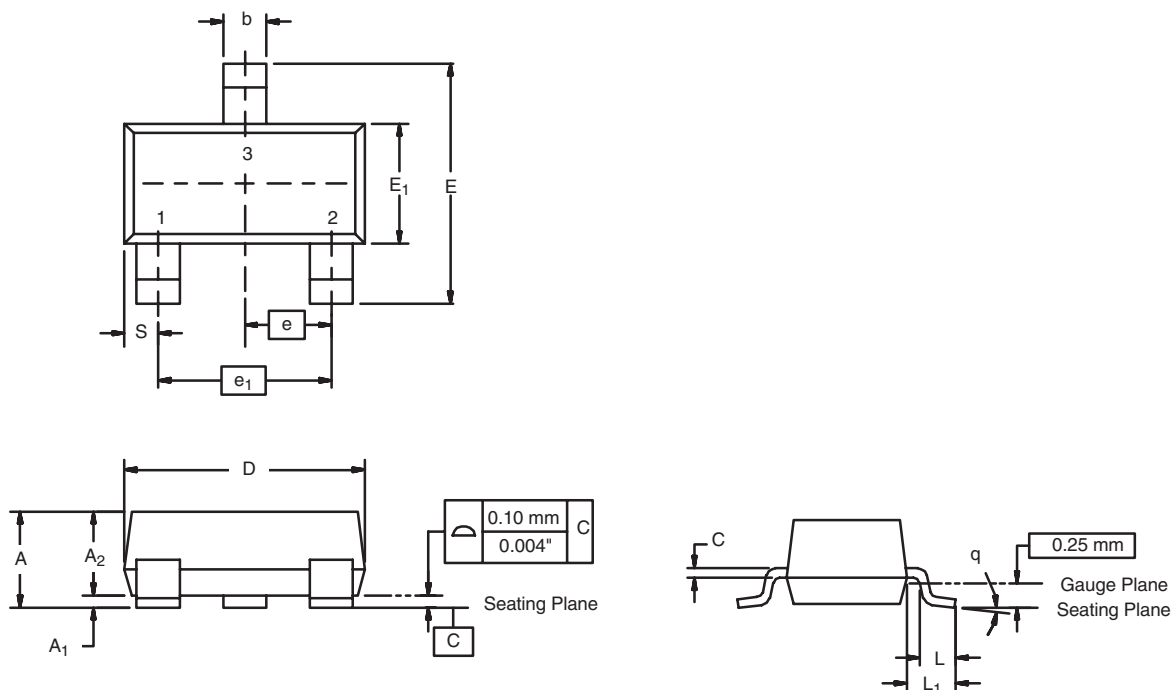 b
3
E₁
E
1
2
S
e
e₁
D
A
A₂
0.10 mm
C
0.004"
Seating Plane
A₁
C
C
q
0.25 mm
Gauge Plane
Seating Plane
L
L₁